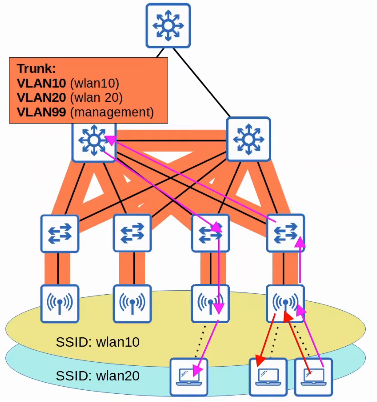 Trunk:
VLAN10 (wlan10)
VLAN20 (wlan 20)
VLAN99 (management)
SSID: wlan10
SSID: wlan20